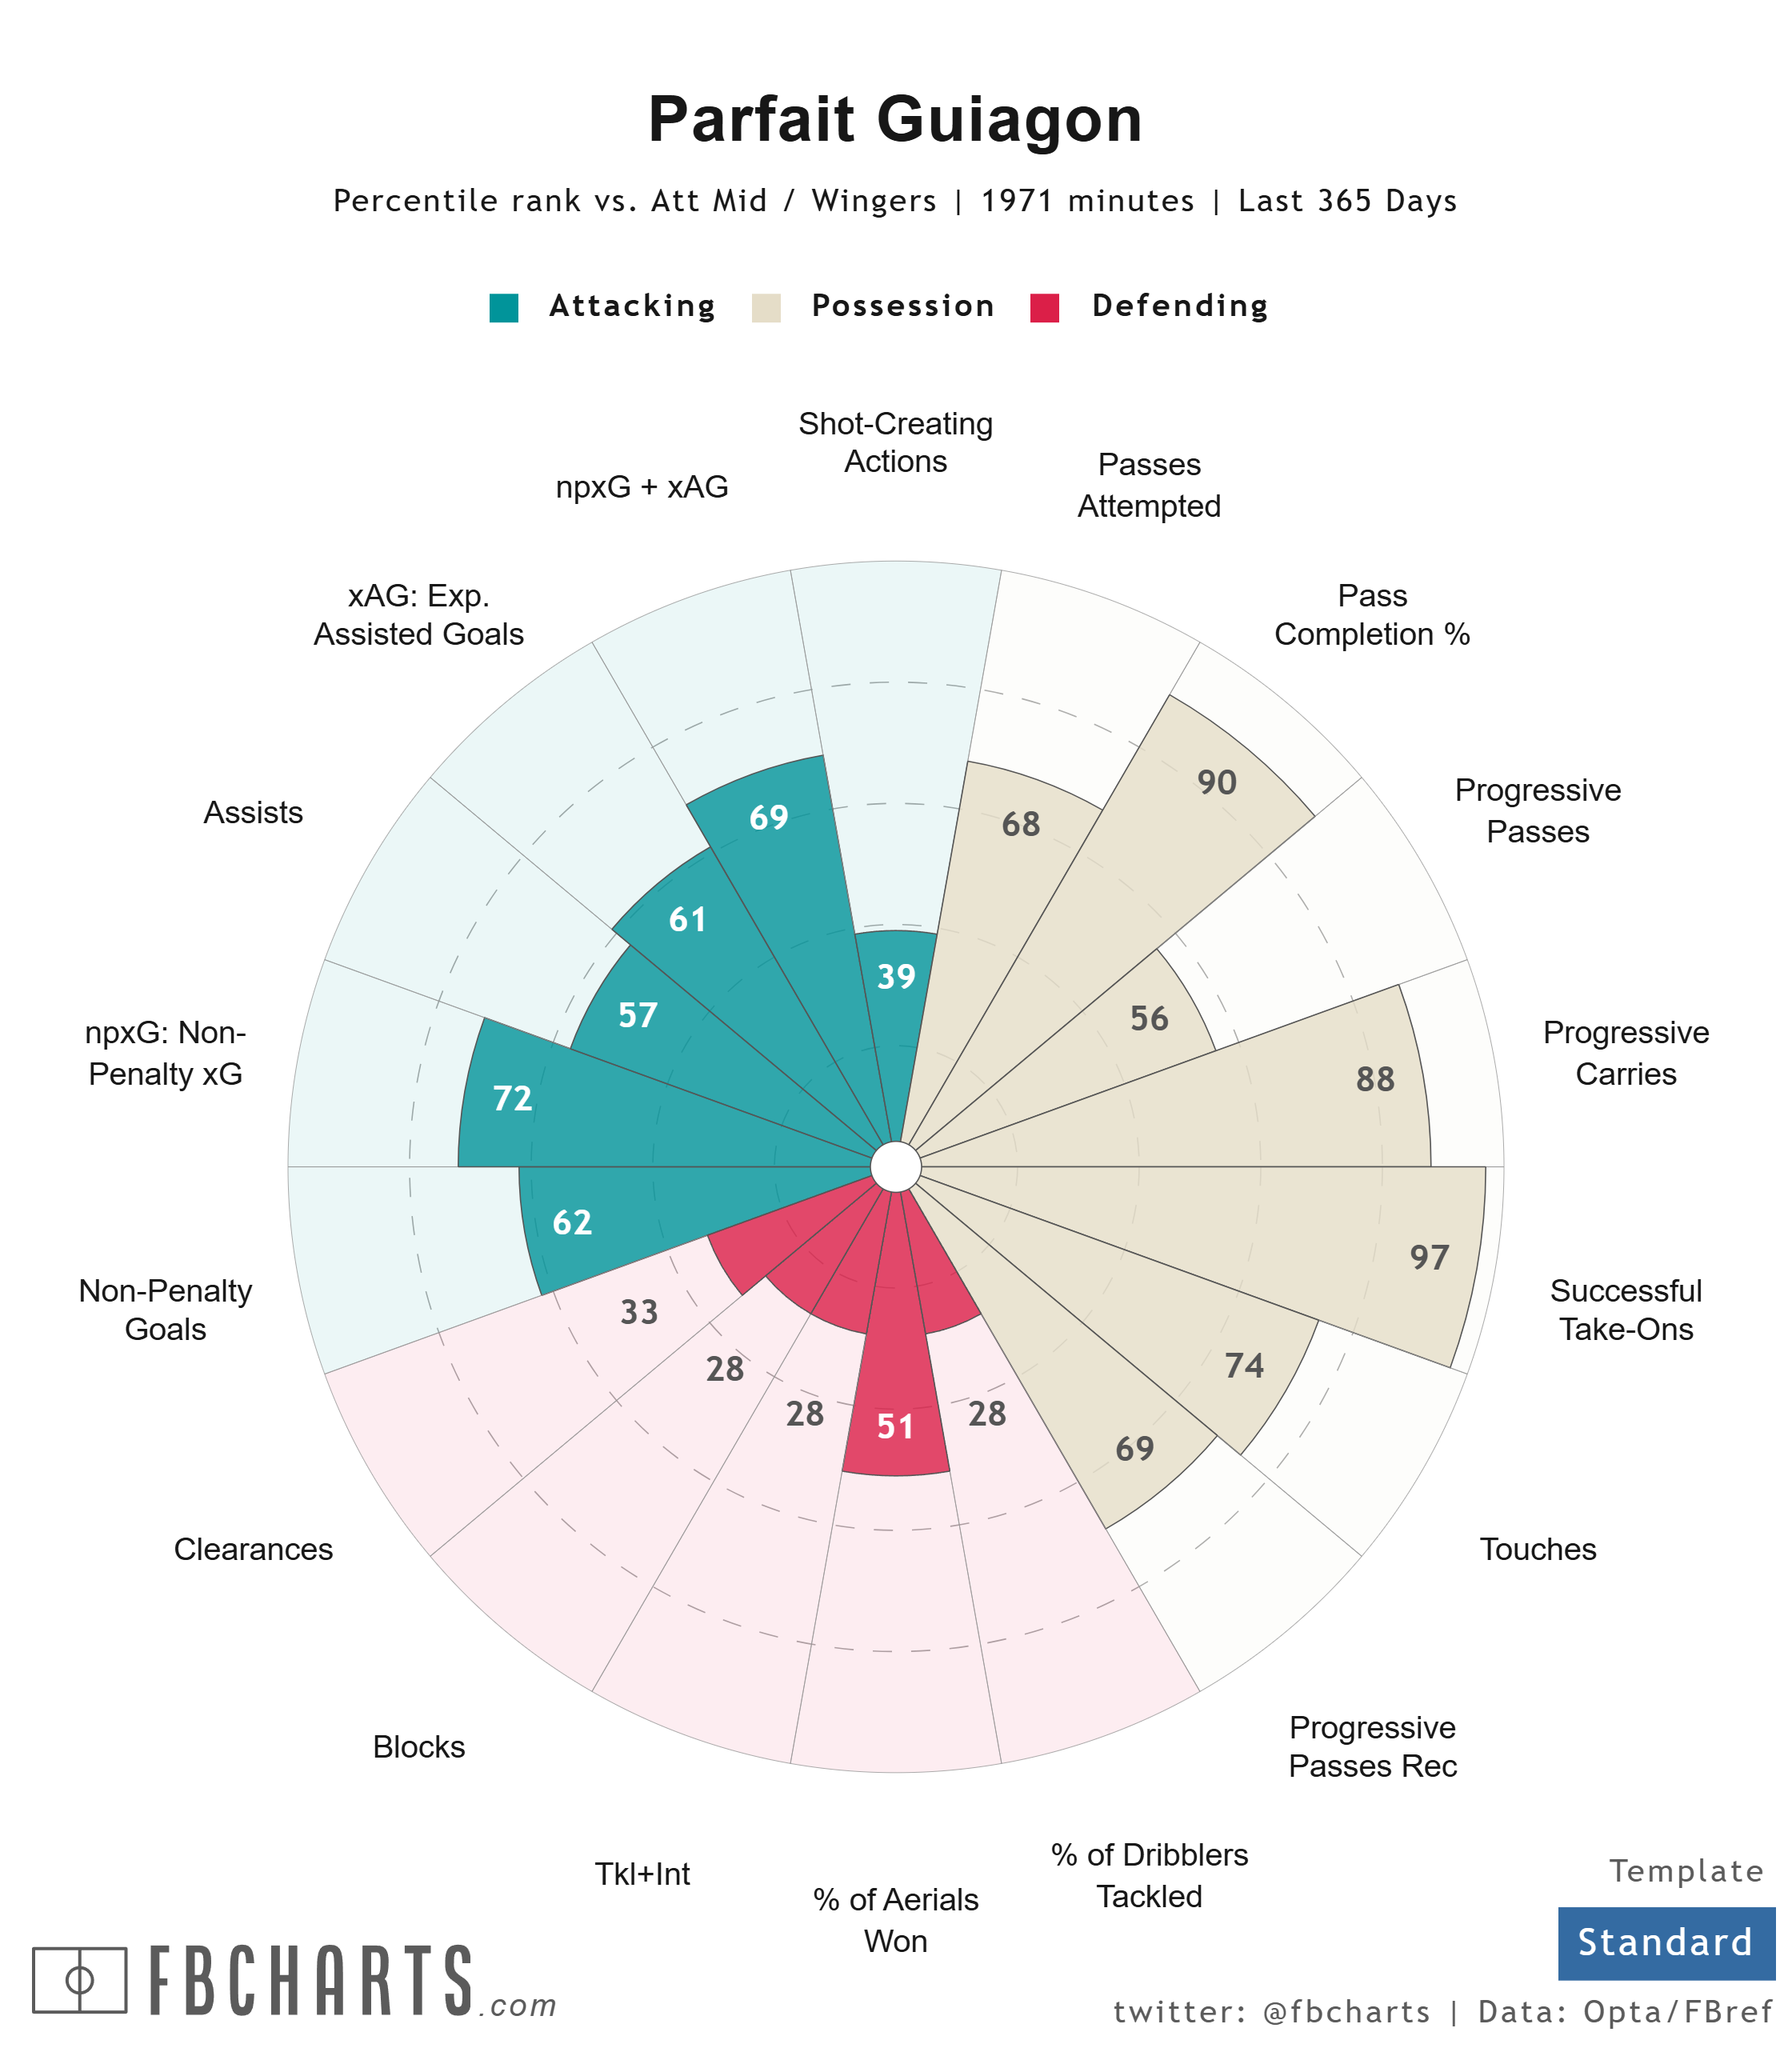 Parfait Guiagon
Percentile rank vs. Att Mid / Wingers | 1971 minutes | Last 365 Days
Attacking Possession Defending
Shot-Creating
Actions
Passes
Attempted
npxG + xAG
Pass
Completion %
xAG: Exp.
Assisted Goals
Progressive
Passes
Assists
Progressive
Carries
npxG: Non-
Penalty xG
Successful
Take-Ons
Non-Penalty
Goals
Touches
Clearances
Progressive
Passes Rec
Blocks
% of Dribblers
Tackled
Tkl+Int
% of Aerials
Won
90
69
68
61
39
57
56
88
72
62
97
33
74
28
28
51
28
69
Template
Standard
FBCHARTS.com
twitter: @fbcharts | Data: Opta/FBref